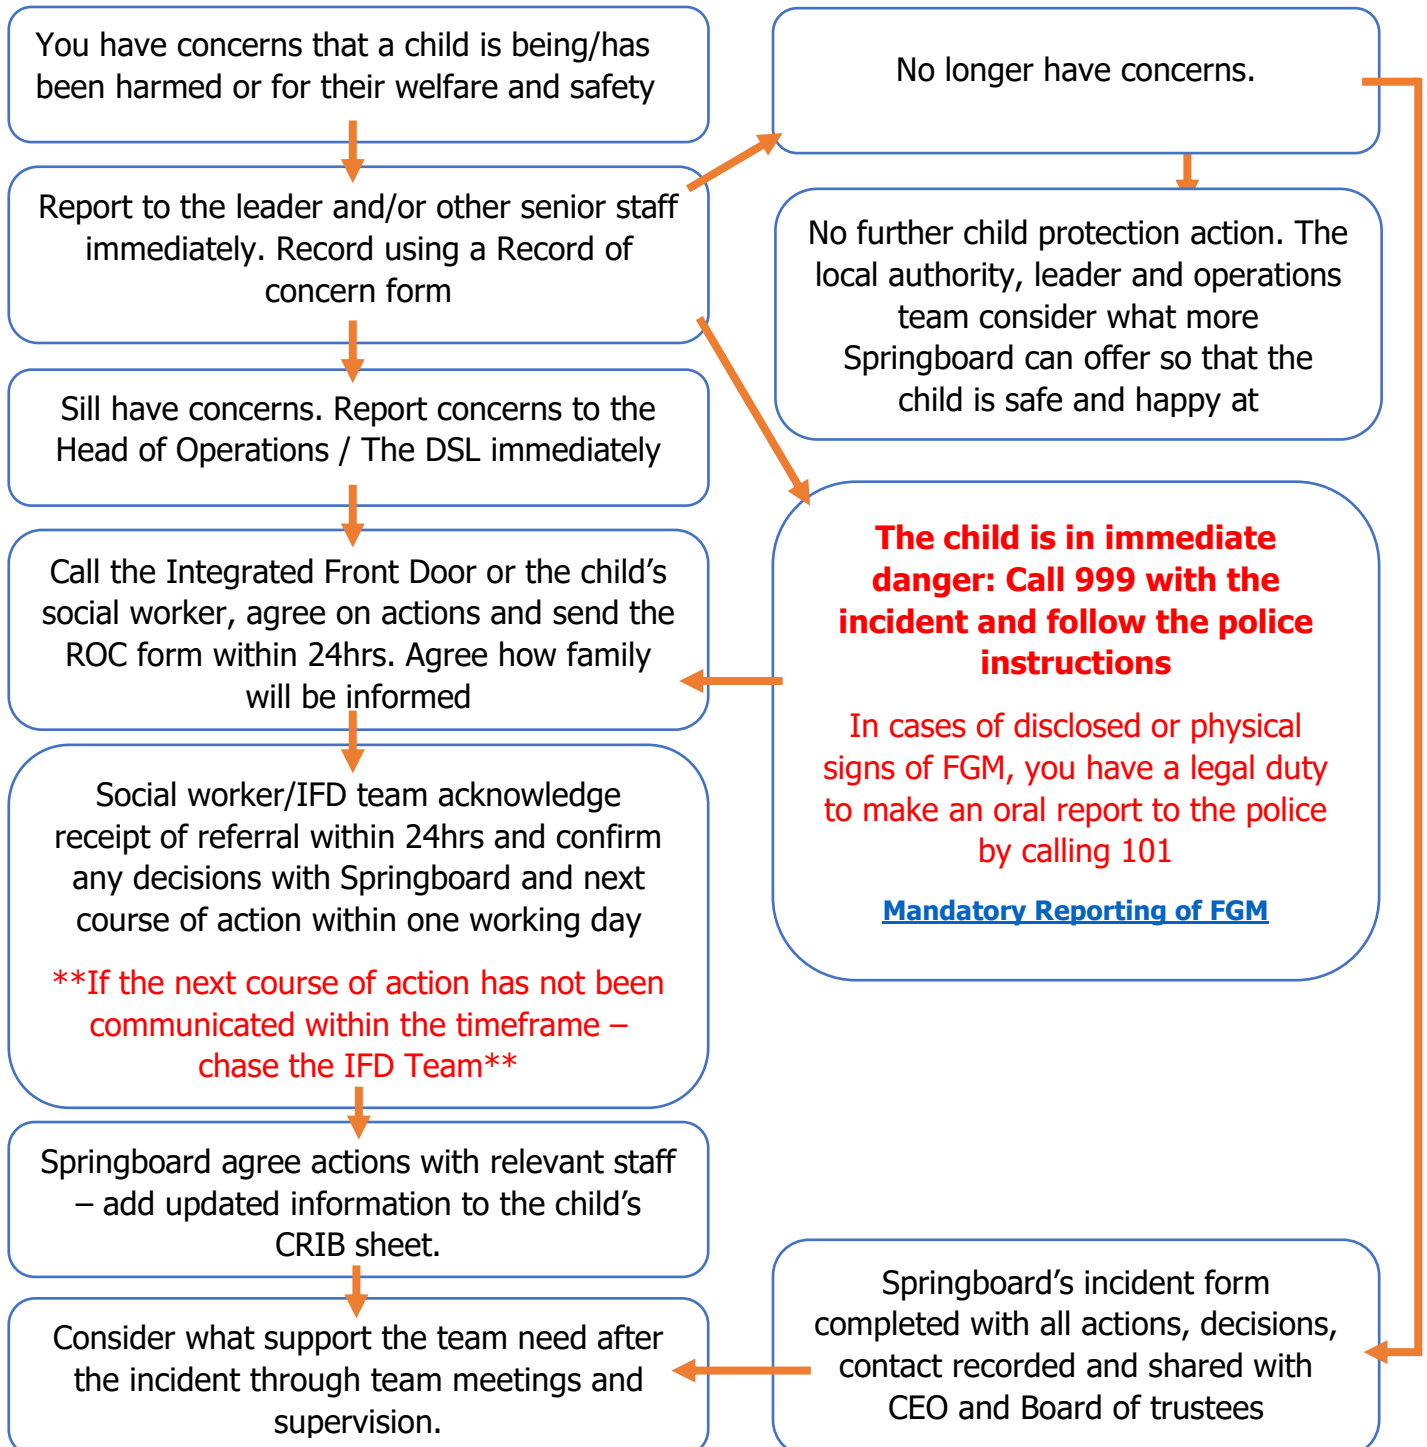 You have concerns that a child is being/has
been harmed or for their welfare and safety
No longer have concerns.
Report to the leader and/or other senior staff
immediately. Record using a Record of
concern form
No further child protection action. The
local authority, leader and operations
team consider what more
Springboard can offer so that the
child is safe and happy at
Sill have concerns. Report concerns to the
Head of Operations / The DSL immediately
The child is in immediate
danger: Call 999 with the
incident and follow the police
instructions
In cases of disclosed or physical
signs of FGM, you have a legal duty
to make an oral report to the police
by calling 101
Mandatory Reporting of FGM
Call the Integrated Front Door or the child’s
social worker, agree on actions and send the
ROC form within 24hrs. Agree how family
will be informed
Social worker/IFD team acknowledge
receipt of referral within 24hrs and confirm
any decisions with Springboard and next
course of action within one working day
**If the next course of action has not been
communicated within the timeframe –
chase the IFD Team**
Springboard agree actions with relevant staff
– add updated information to the child’s
CRIB sheet.
Springboard’s incident form
completed with all actions, decisions,
contact recorded and shared with
CEO and Board of trustees
Consider what support the team need after
the incident through team meetings and
supervision.